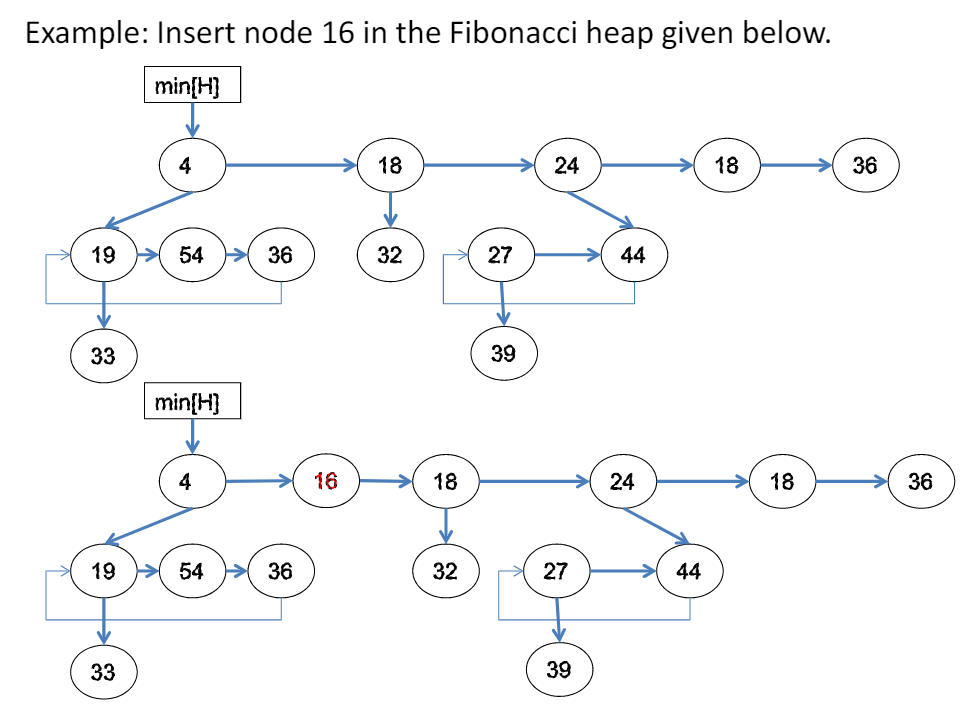 Example: Insert node 16 in the Fibonacci heap given below.
min[H]
4 18 24 18 36
19 54 36 32 27 44
33 39
min[H]
4 16 18 24 18 36
19 54 36 32 27 44
33 39